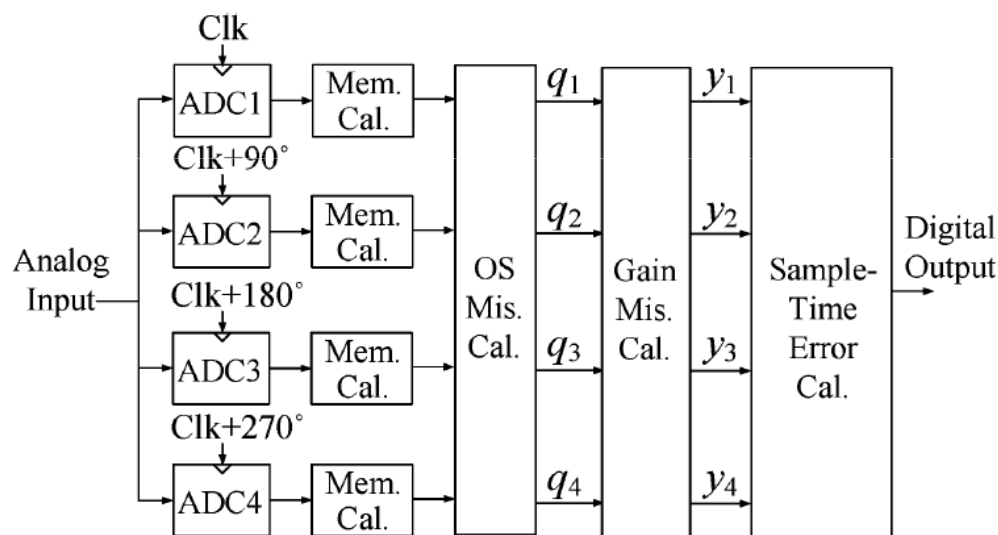 Clk
ADC1
Mem.
Cal.
Clk+90°
ADC2
Mem.
Cal.
Analog
Input
Clk+180°
ADC3
Mem.
Cal.
Clk+270°
ADC4
Mem.
Cal.
OS
Mis.
Cal.
q1
q2
q3
q4
Gain
Mis.
Cal.
y1
y2
y3
y4
Sample-
Time
Error
Cal.
Digital
Output